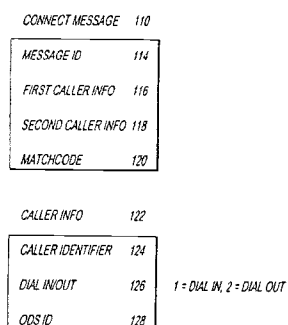 CONNECT MESSAGE 110
MESSAGE ID 114
FIRST CALLER INFO 116
SECOND CALLER INFO 118
MATCHCODE 120
CALLER INFO 122
CALLER IDENTIFIER 124
DIAL IN/OUT 126 1 = DIAL IN, 2 = DIAL OUT
ODS ID 128